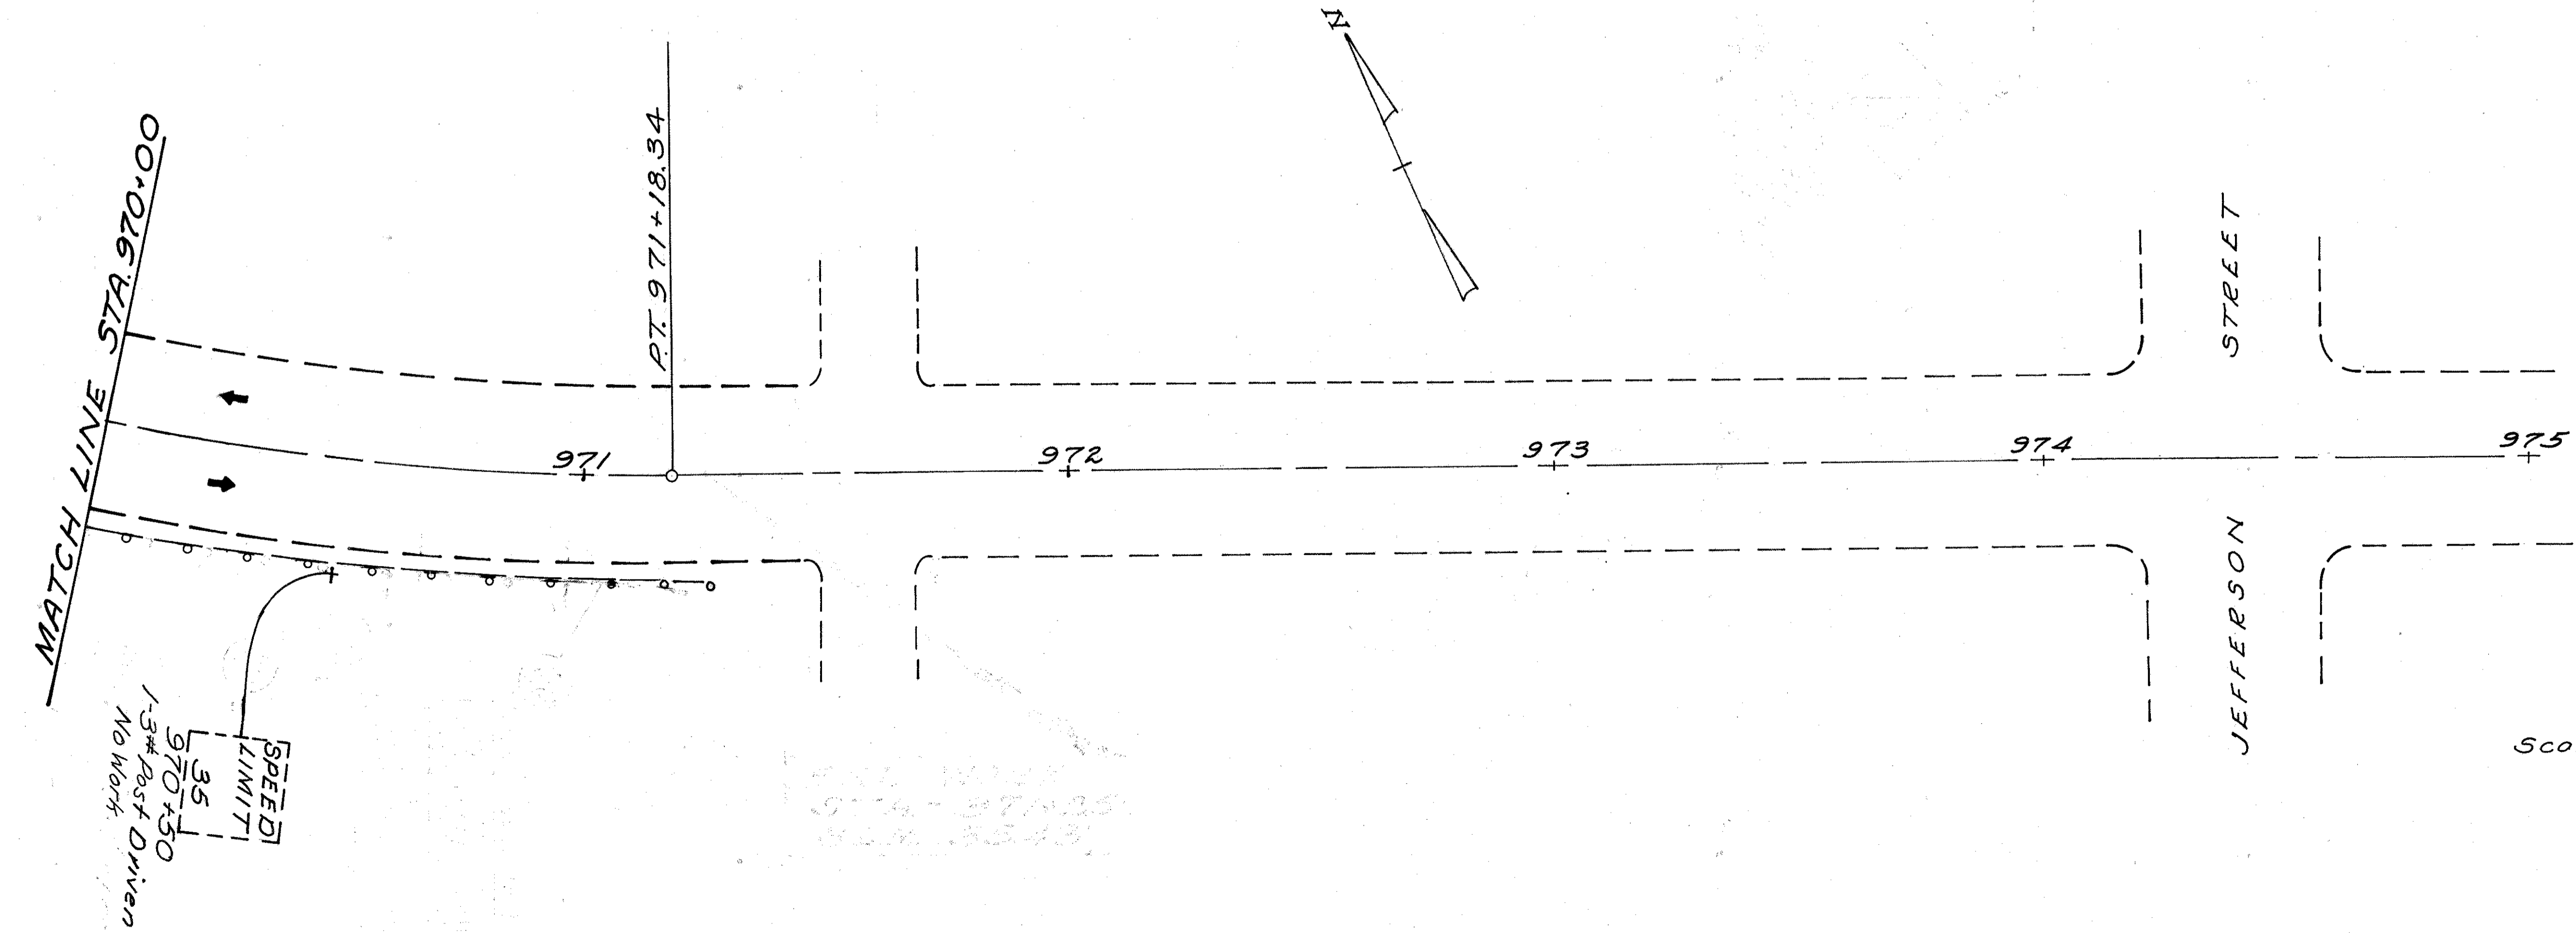 N
MATCH LINE STA. 970+00
P.T. 971+18.34
971
972
973
974
975
STREET
JEFFERSON
SPEED
LIMIT
35
970+50
1-3# Post Driven
No Work